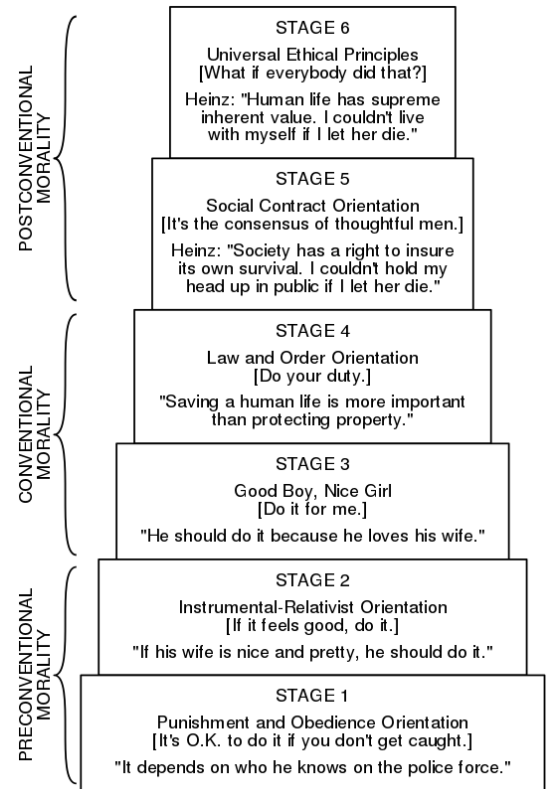 STAGE 6
Universal Ethical Principles
[What if everybody did that?]
Heinz: "Human life has supreme
inherent value. I couldn't live
with myself if I let her die."
STAGE 5
Social Contract Orientation
[It's the consensus of thoughtful men.]
Heinz: "Society has a right to insure
its own survival. I couldn't hold my
head up in public if I let her die."
POSTCONVENTIONAL
MORALITY
STAGE 4
Law and Order Orientation
[Do your duty.]
"Saving a human life is more important
than protecting property."
STAGE 3
Good Boy, Nice Girl
[Do it for me.]
"He should do it because he loves his wife."
CONVENTIONAL
MORALITY
STAGE 2
Instrumental-Relativist Orientation
[If it feels good, do it.]
"If his wife is nice and pretty, he should do it."
STAGE 1
Punishment and Obedience Orientation
[It's O.K. to do it if you don't get caught.]
"It depends on who he knows on the police force."
PRECONVENTIONAL
MORALITY